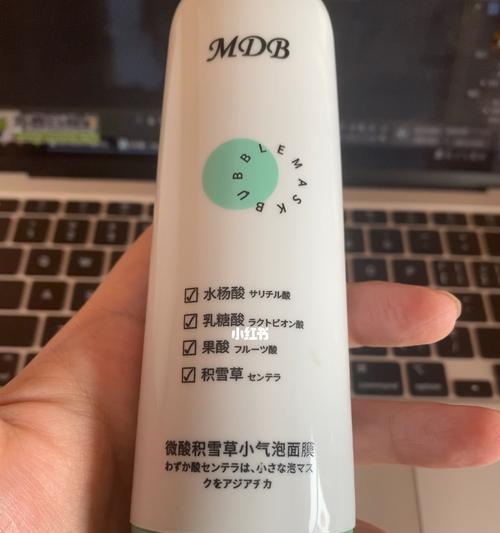 MDB
BUBBLEMASK
☑ 水杨酸 サリチル酸
☑ 乳糖酸 ラクトビオン酸
小红书
☑ 果酸 フルーツ酸
☑ 积雪草 センテラ
微酸积雪草小气泡面膜
わずか酸センテラは、小さな泡マス
クをアジアチカ
command
option